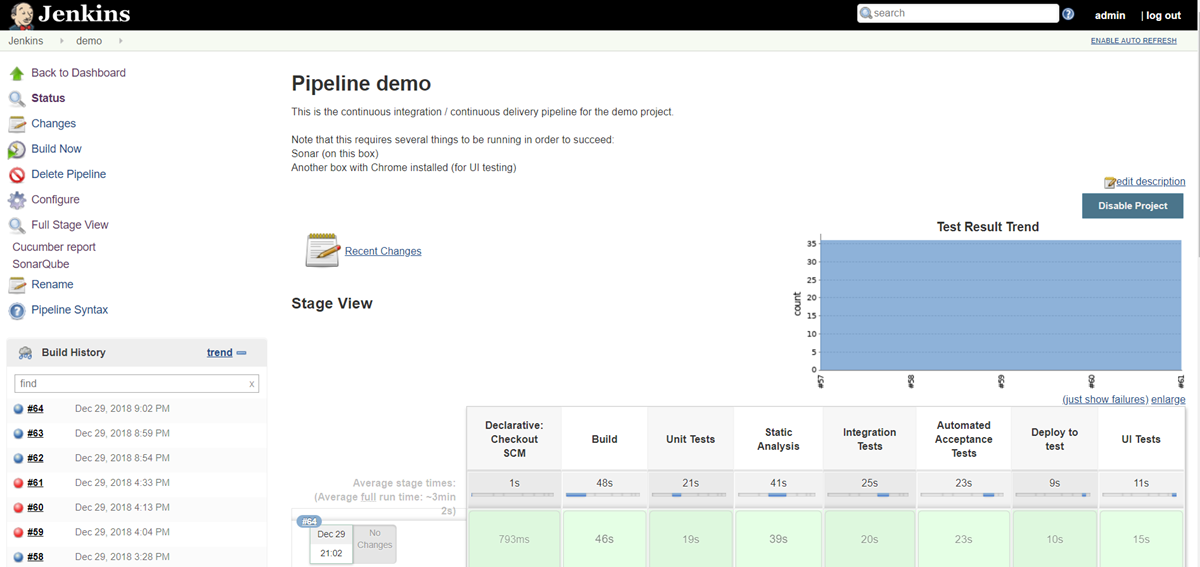 Jenkins
search
admin
| log out
Jenkins
demo
ENABLE AUTO REFRESH
Back to Dashboard
Status
Changes
Build Now
Delete Pipeline
Configure
Full Stage View
Cucumber report
SonarQube
Rename
Pipeline Syntax
Build History
trend
find
x
#64 Dec 29, 2018 9:02 PM
#63 Dec 29, 2018 8:59 PM
#62 Dec 29, 2018 8:54 PM
#61 Dec 29, 2018 4:33 PM
#60 Dec 29, 2018 4:13 PM
#59 Dec 29, 2018 4:04 PM
#58 Dec 29, 2018 3:28 PM
Pipeline demo
This is the continuous integration / continuous delivery pipeline for the demo project.
Note that this requires several things to be running in order to succeed:
Sonar (on this box)
Another box with Chrome installed (for UI testing)
edit description
Disable Project
Recent Changes
Test Result Trend
count
35
30
25
20
15
10
5
0
#57
#58
#59
#60
#61
(just show failures) enlarge
Stage View
Declarative:
Checkout
SCM
Build
Unit Tests
Static
Analysis
Integration
Tests
Automated
Acceptance
Tests
Deploy to
test
UI Tests
Average stage times:
(Average full run time: ~3min
2s)
1s
48s
21s
41s
25s
23s
9s
11s
#64
Dec 29
21:02
No
Changes
793ms
46s
19s
39s
20s
23s
10s
15s